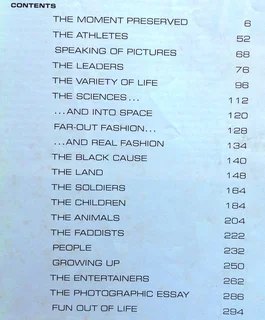 CONTENTS
THE MOMENT PRESERVED 6
THE ATHLETES 52
SPEAKING OF PICTURES 68
THE LEADERS 76
THE VARIETY OF LIFE 96
THE SCIENCES... 112
...AND INTO SPACE 120
FAR-OUT FASHION... 128
...AND REAL FASHION 134
THE BLACK CAUSE 140
THE LAND 148
THE SOLDIERS 164
THE CHILDREN 184
THE ANIMALS 204
THE FADDISTS 222
PEOPLE 232
GROWING UP 250
THE ENTERTAINERS 262
THE PHOTOGRAPHIC ESSAY 286
FUN OUT OF LIFE 294